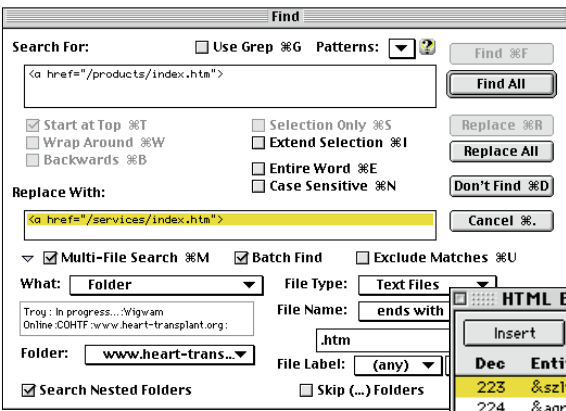 Find
Search For: Use Grep ⌘G Patterns: Find ⌘F
<a href="/products/index.htm">
Find All
Start at Top ⌘T Selection Only ⌘S Replace ⌘R
Wrap Around ⌘W Extend Selection ⌘I
Backwards ⌘B Replace All
Entire Word ⌘E
Case Sensitive ⌘N Don't Find ⌘D
Replace With:
<a href="/services/index.htm"> Cancel ⌘.
Multi-File Search ⌘M Batch Find Exclude Matches ⌘U
What: Folder File Type: Text Files
Troy : In progress...:Wigwam
Online :COHTF :www.heart-transplant.org:
File Name: ends with
HTML E
.htm
Insert
Folder: www.heart-trans...
File Label: (any)
Dec Enti
Search Nested Folders Skip (...) Folders
223 &szl
224 &agr